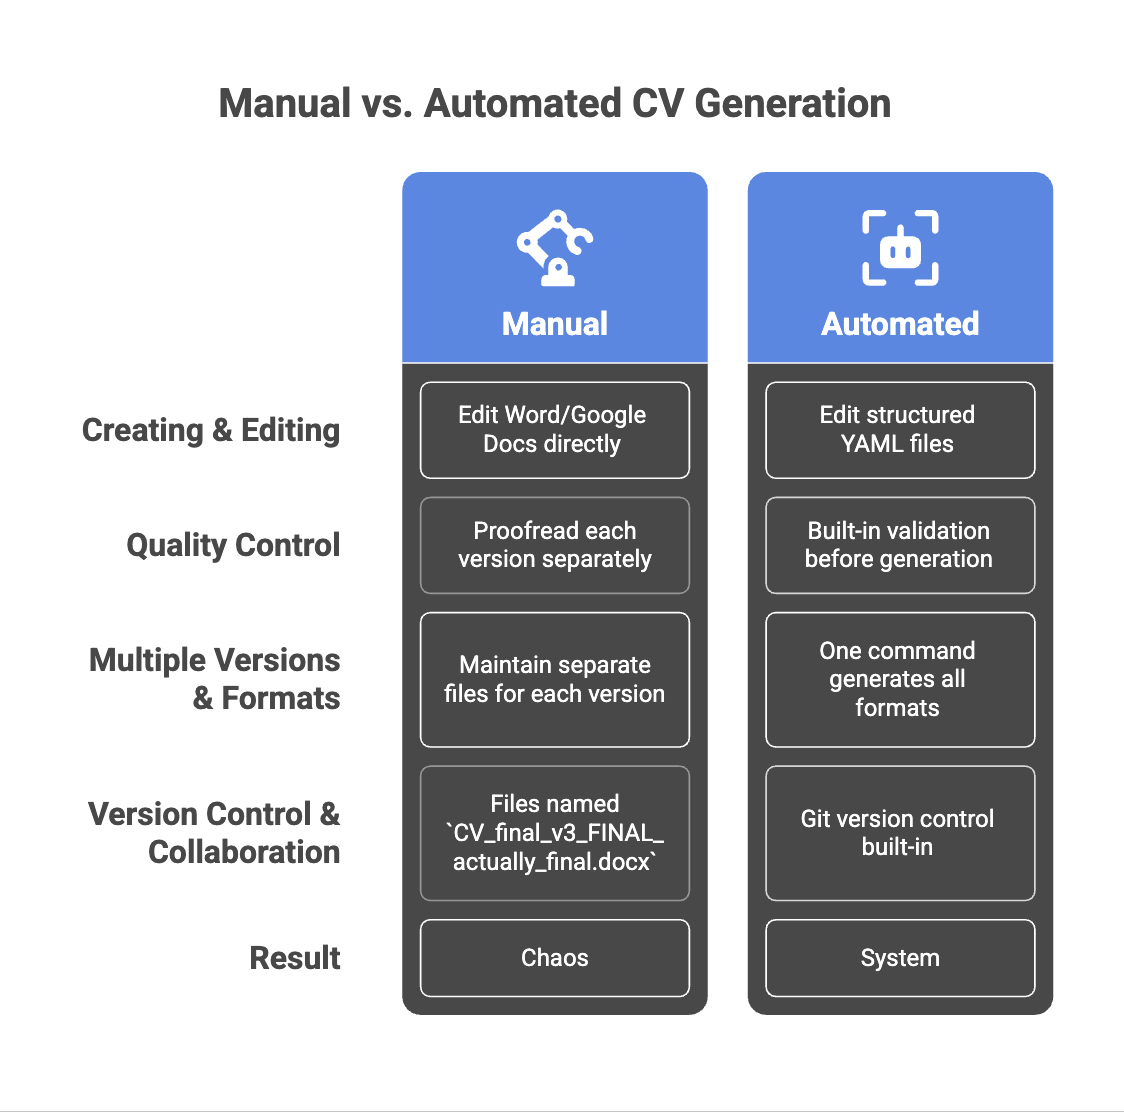 Manual vs. Automated CV Generation
Manual
Automated
Creating & Editing
Edit Word/Google
Docs directly
Edit structured
YAML files
Quality Control
Proofread each
version separately
Built-in validation
before generation
Multiple Versions
& Formats
Maintain separate
files for each version
One command
generates all
formats
Version Control &
Collaboration
Files named
`CV_final_v3_FINAL_
actually_final.docx`
Git version control
built-in
Result
Chaos
System